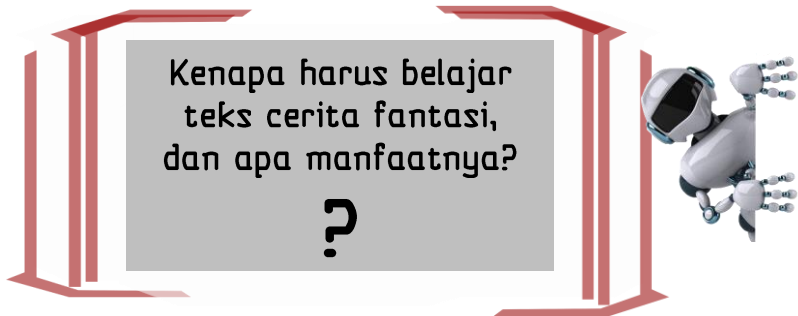 Kenapa harus belajar
teks cerita fantasi,
dan apa manfaatnya?
?